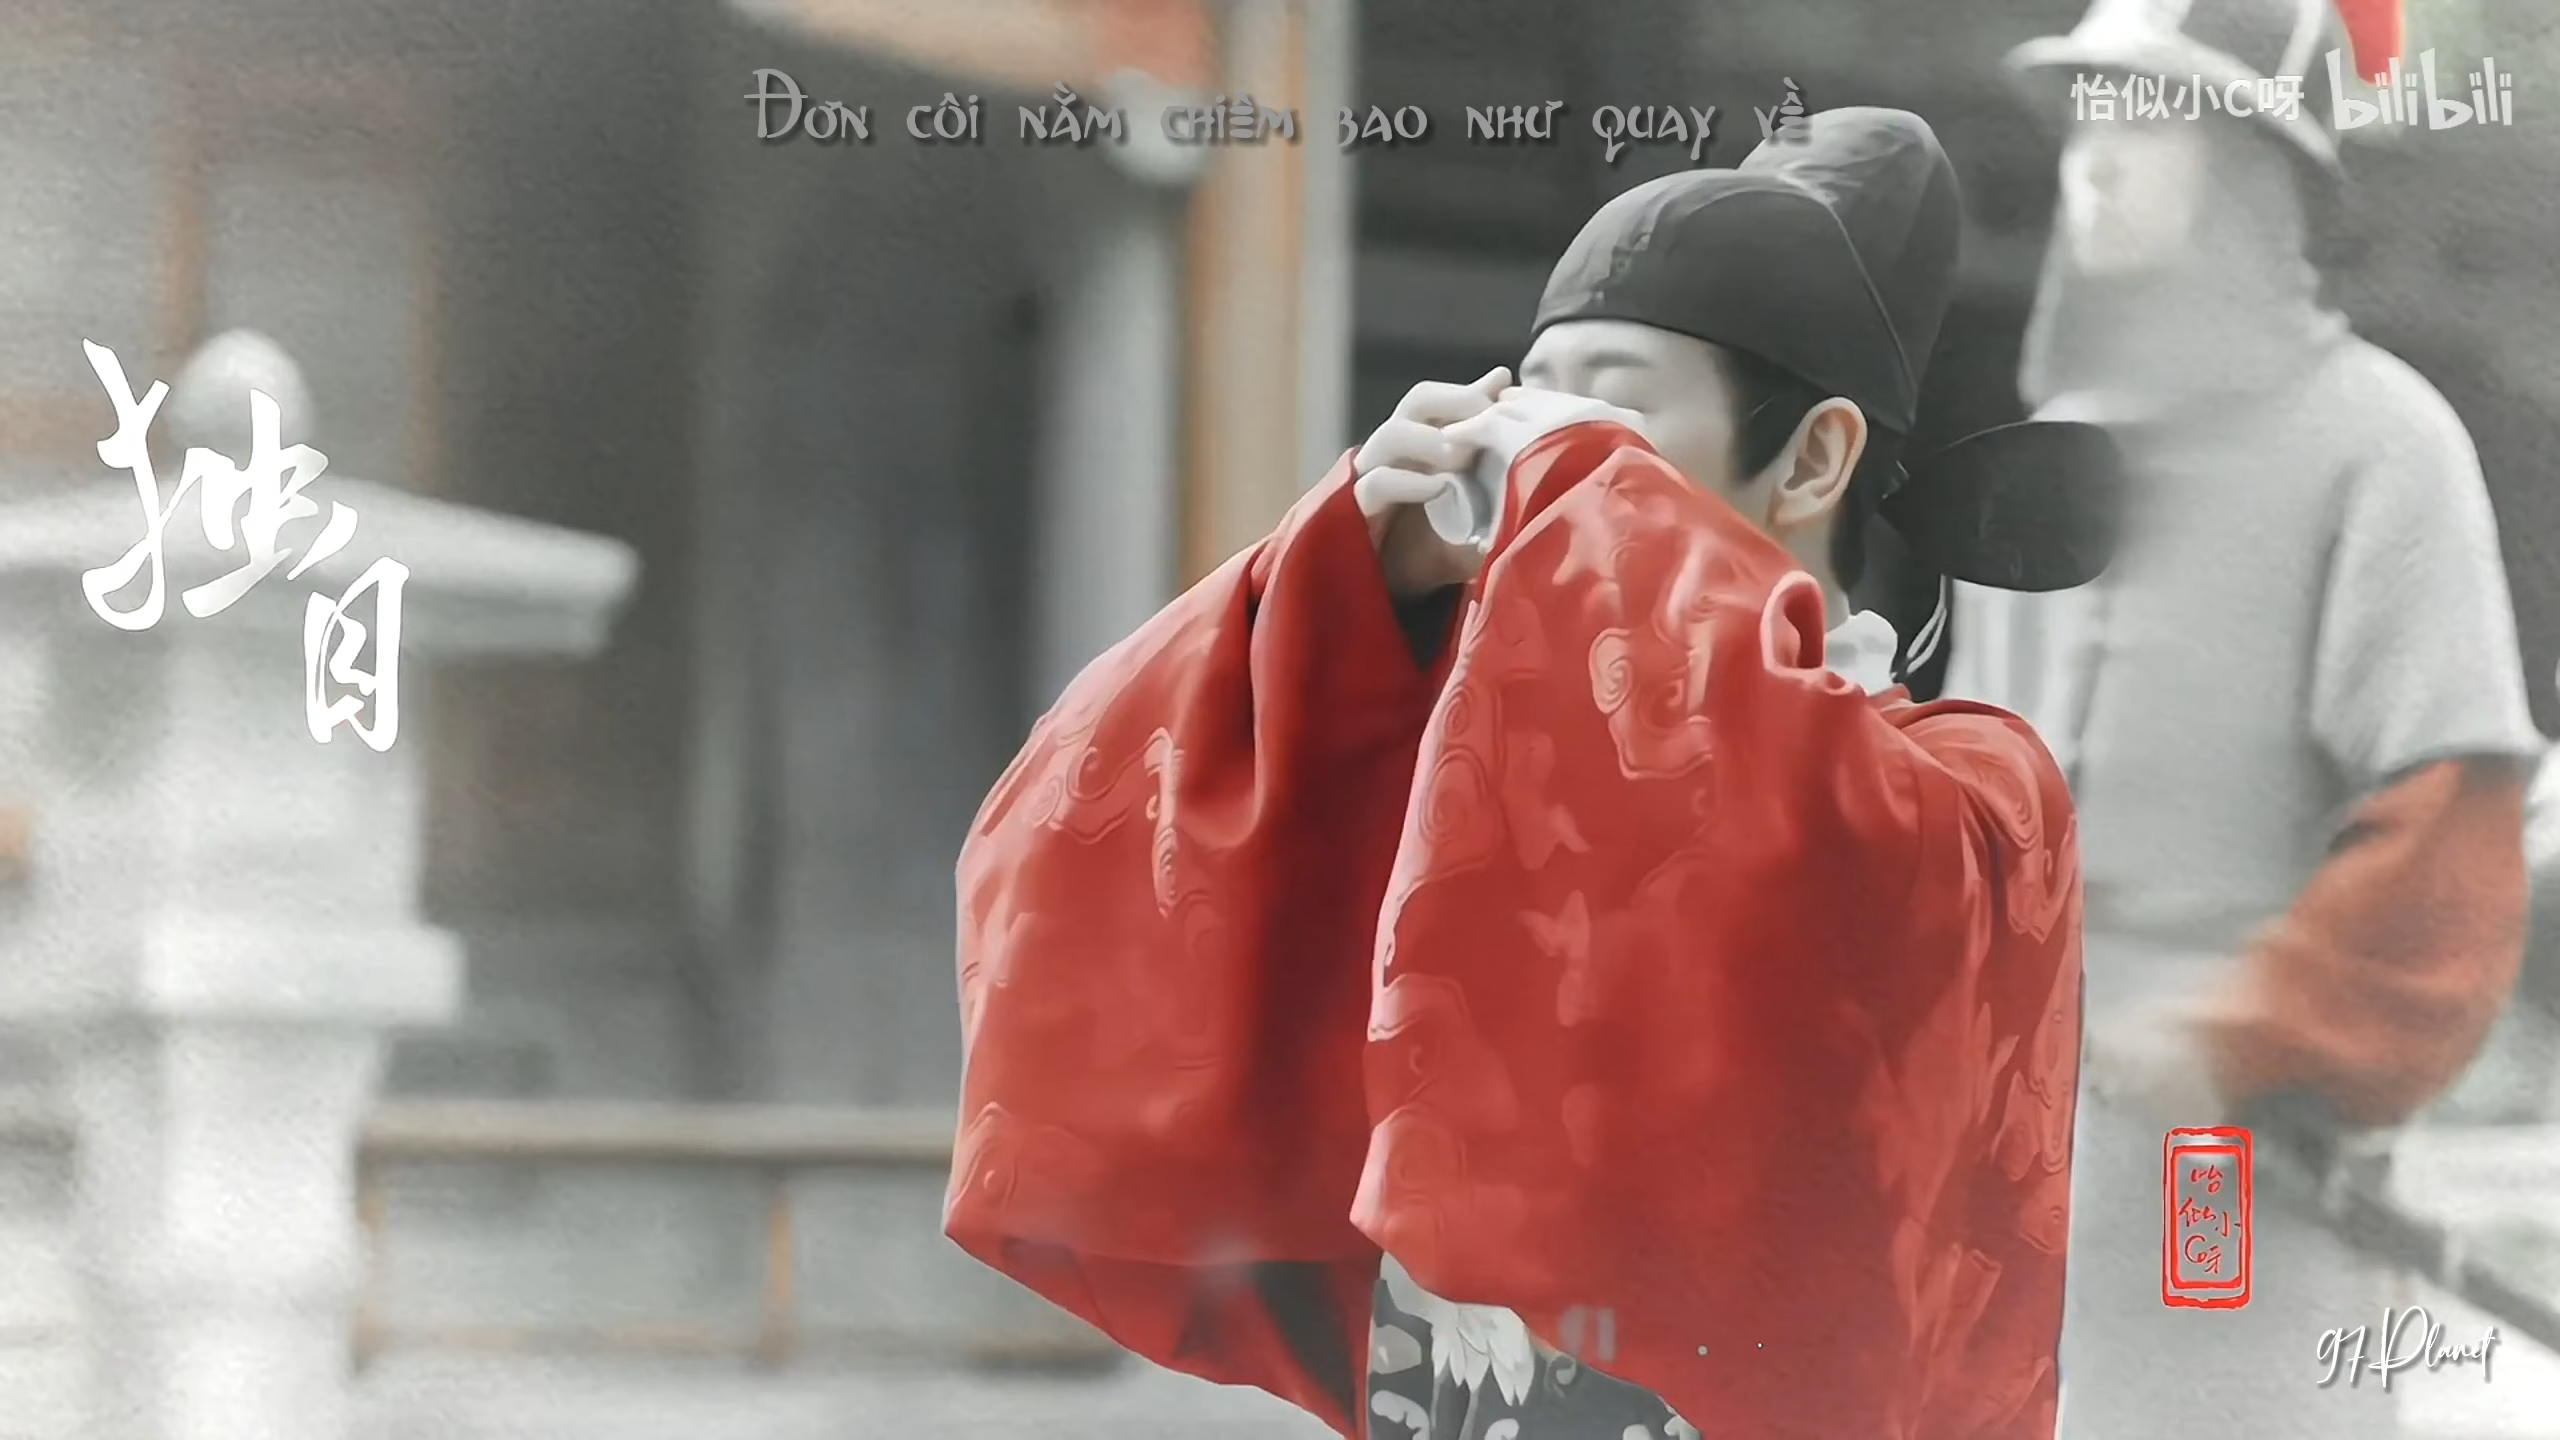 Đơn côi nằm chiêm bao như quay về
怡似小C呀 bilibili
独自
怡似小C呀
97Planet